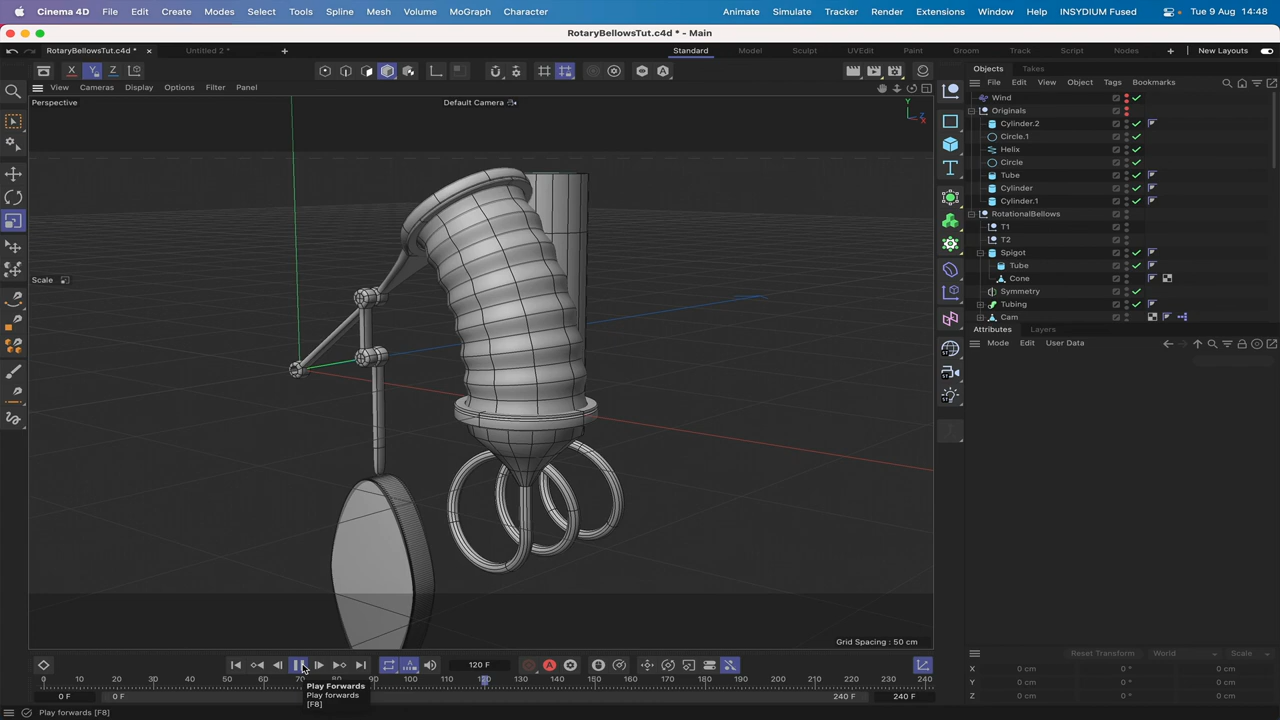 Cinema 4D File Edit Create Modes Select Tools Spline Mesh Volume MoGraph Character Animate Simulate Tracker Render Extensions Window Help INSYDIUM Fused Tue 9 Aug 14:48
RotaryBellowsTut.c4d * - Main
RotaryBellowsTut.c4d * Untitled 2 * Standard Model Sculpt UVEdit Paint Groom Track Script Nodes New Layouts
X Y Z
Objects Takes
View Cameras Display Options Filter Panel
File Edit View Object Tags Bookmarks
Perspective
Default Camera
Y
Z
X
Wind
Originals
Cylinder.2
Circle.1
Helix
Circle
Tube
Cylinder
Cylinder.1
RotationalBellows
T1
T2
Spigot
Tube
Cone
Symmetry
Tubing
Cam
Scale
Attributes Layers
Mode Edit User Data
Grid Spacing : 50 cm
Reset Transform World Scale
120 F
X 0 cm 0 ° 0 cm
Y 0 cm 0 ° 0 cm
Z 0 cm 0 ° 0 cm
0 10 20 30 40 50 60 70 80 90 100 110 120 130 140 150 160 170 180 190 200 210 220 230 240
0 F 0 F 240 F 240 F
Play Forwards
Play forwards
[F8]
Play forwards [F8]